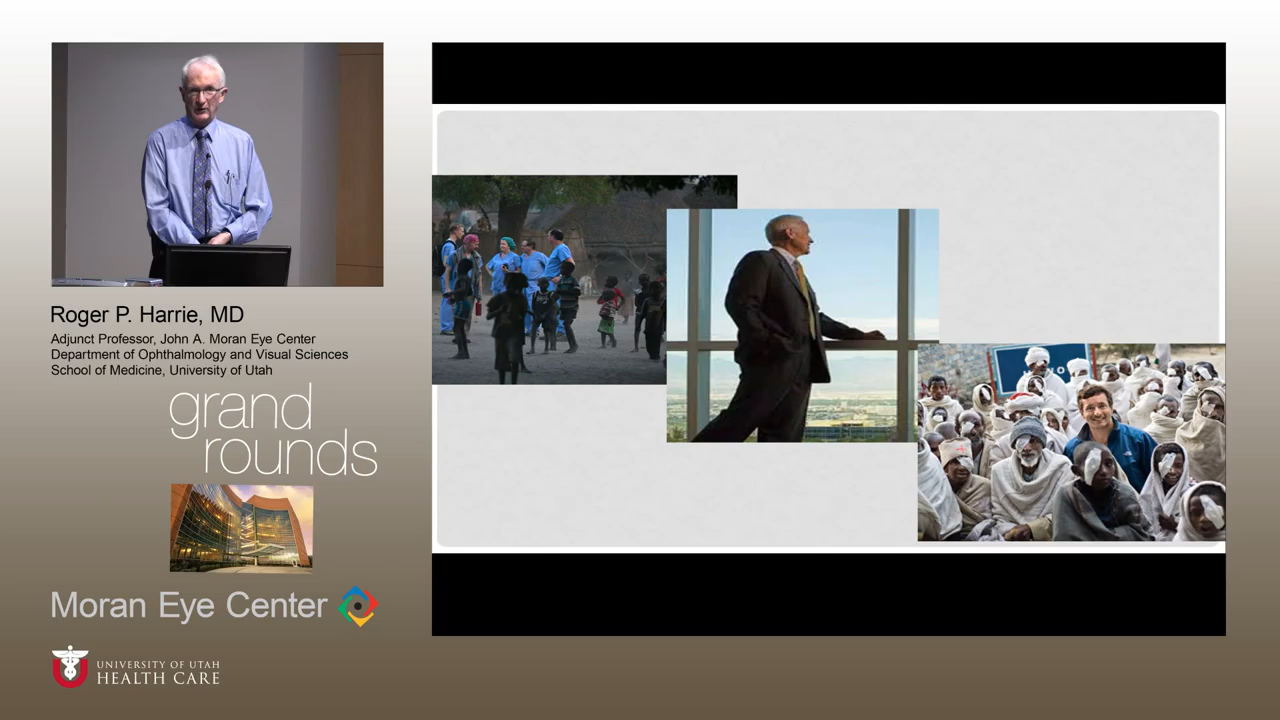 Roger P. Harrie, MD
Adjunct Professor, John A. Moran Eye Center
Department of Ophthalmology and Visual Sciences
School of Medicine, University of Utah
grand
rounds
Moran Eye Center
UNIVERSITY OF UTAH
HEALTH CARE